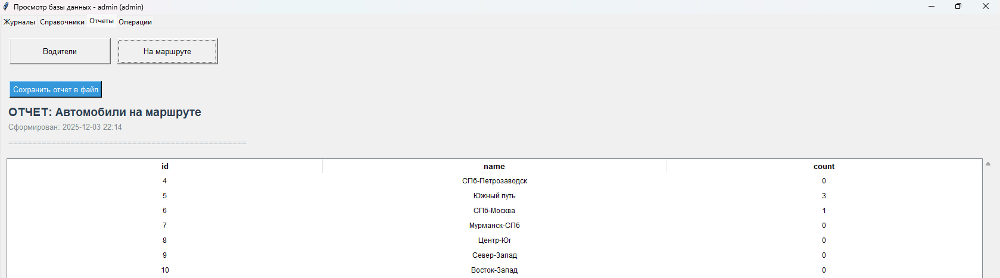 Просмотр базы данных - admin (admin)
Журналы Справочники Отчеты Операции
Водители На маршруте
Сохранить отчет в файл
ОТЧЕТ: Автомобили на маршруте
Сформирован: 2025-12-03 22:14
==================================================
id name count
4 СПб-Петрозаводск 0
5 Южный путь 3
6 СПб-Москва 1
7 Мурманск-СПб 0
8 Центр-Юг 0
9 Север-Запад 0
10 Восток-Запад 0